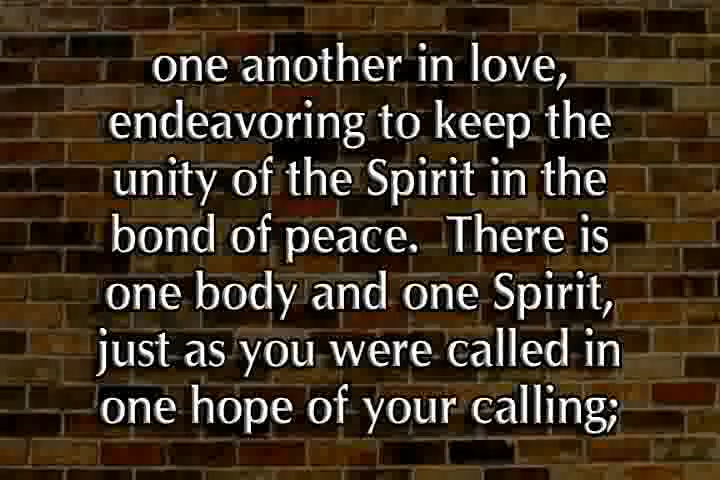 one another in love,
endeavoring to keep the
unity of the Spirit in the
bond of peace.  There is
one body and one Spirit,
just as you were called in
one hope of your calling;